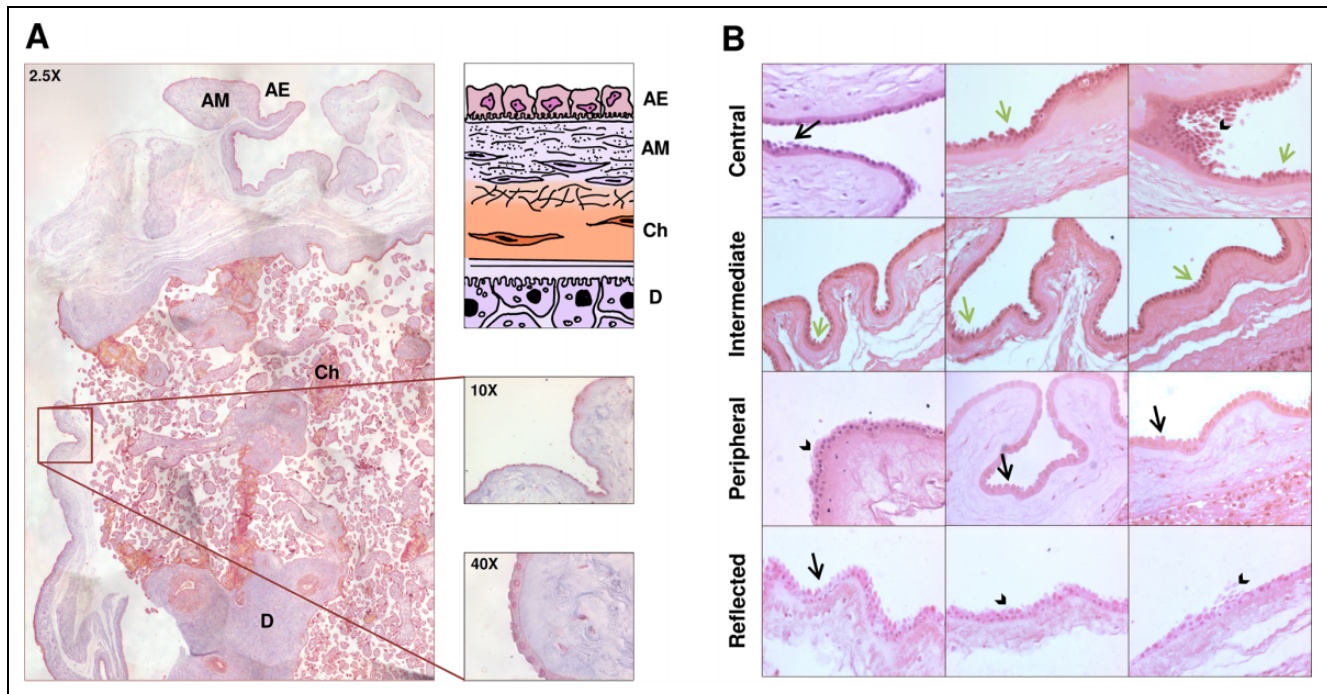 A
2.5X
AM
AE
Ch
D
AE
AM
Ch
D
10X
40X
B
Central
Intermediate
Peripheral
Reflected